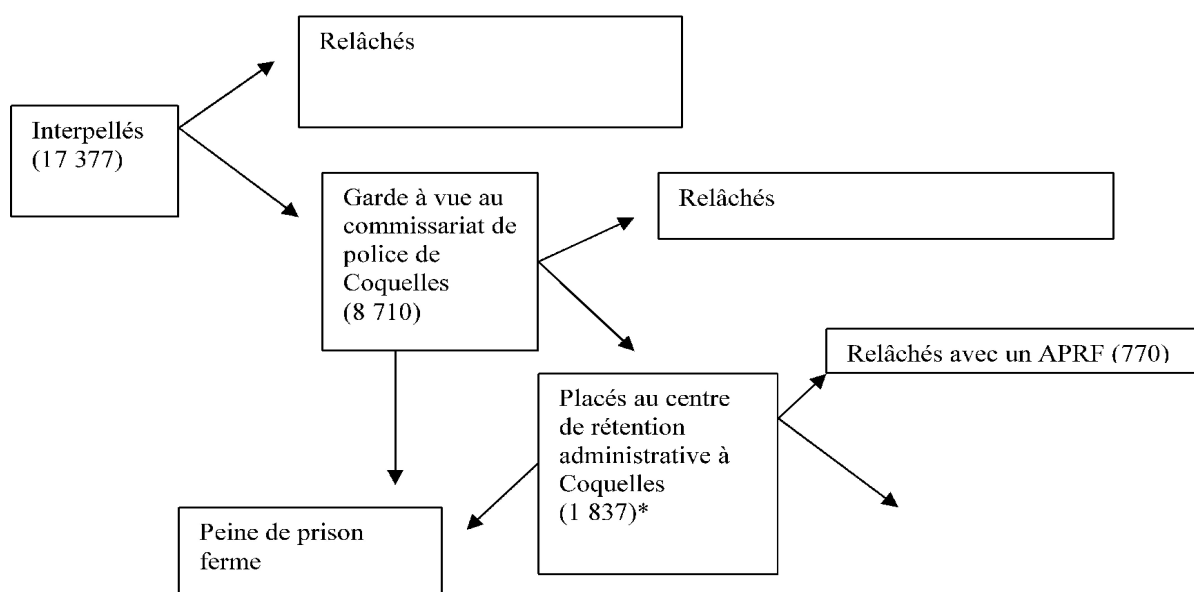 Relâchés
Interpellés
(17 377)
Garde à vue au
commissariat de
police de
Coquelles
(8 710)
Relâchés
Relâchés avec un APRF (770)
Placés au centre
de rétention
administrative à
Coquelles
(1 837)*
Peine de prison
ferme